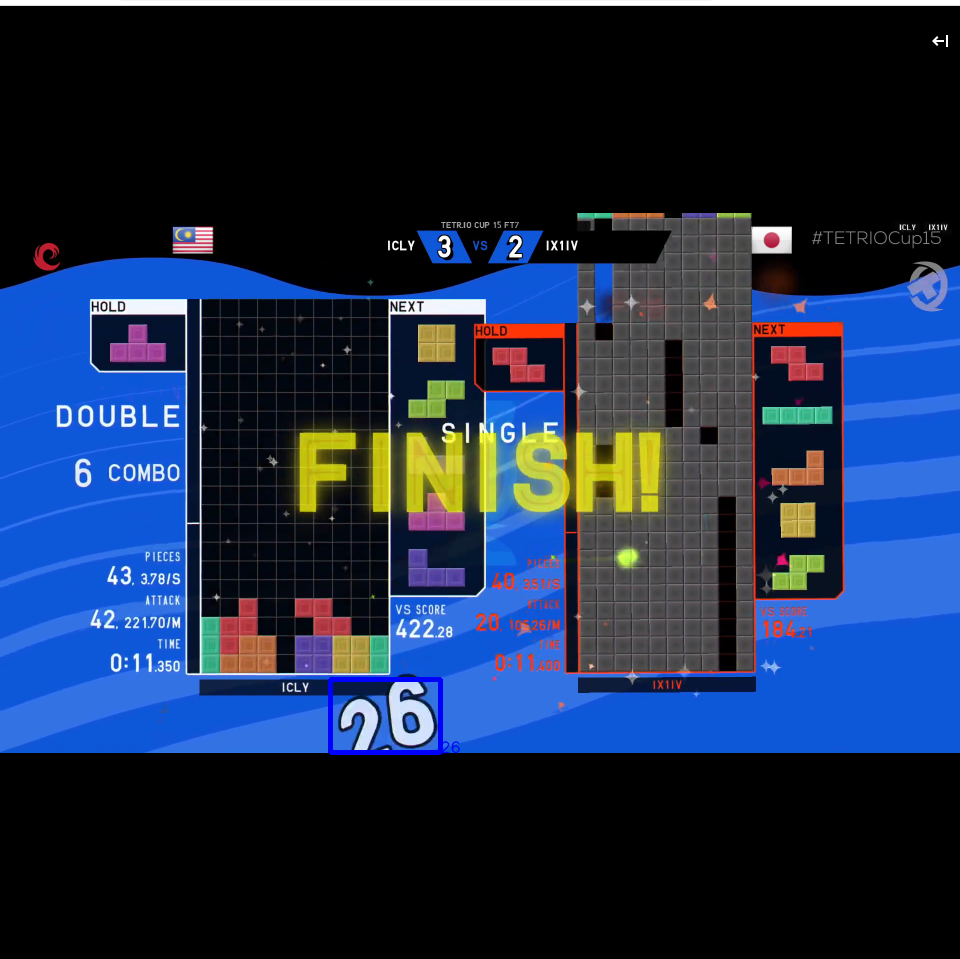 TETR.IO CUP 15 FT7
ICLY 3 VS 2 IX1IV
ICLY IX1IV
#TETRIOCup15
HOLD
NEXT
HOLD
NEXT
DOUBLE
6 COMBO
SINGLE
FINISH!
PIECES
43, 3.78/S
ATTACK
42, 221.70/M
TIME
0:11.350
VS SCORE
422.28
PIECES
40, 3.51/S
ATTACK
20, 105.26/M
TIME
0:11.400
VS SCORE
184.21
ICLY
IX1IV
26
26